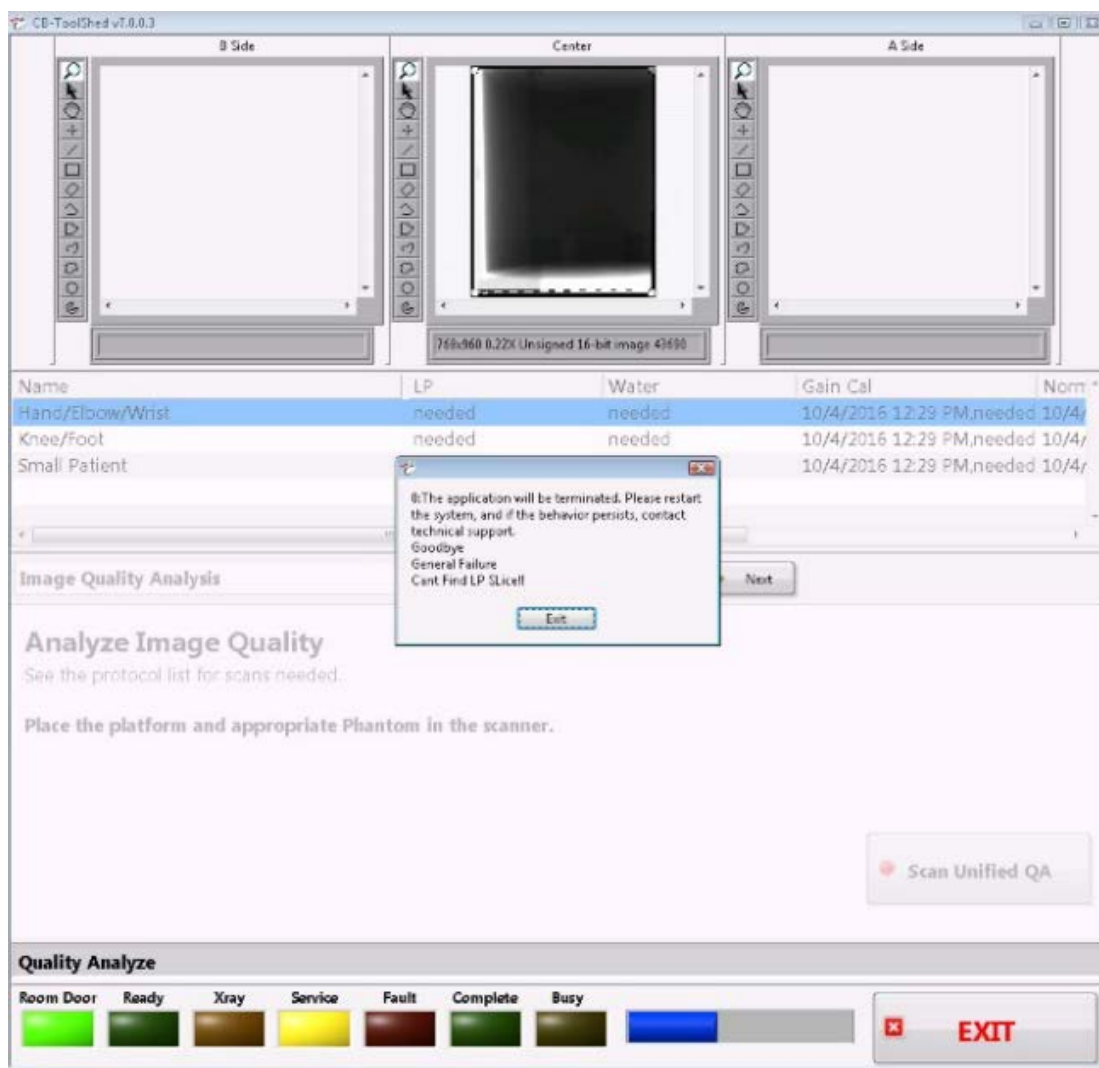 CB-ToolShed v7.0.0.3
B Side Center A Side
768x960 0.22X Unsigned 16-bit image 43690
Name LP Water Gain Cal Norm
Hand/Elbow/Wrist needed needed 10/4/2016 12:29 PM,needed 10/4/
Knee/Foot needed needed 10/4/2016 12:29 PM,needed 10/4/
Small Patient 10/4/2016 12:29 PM,needed 10/4/
0:The application will be terminated. Please restart
the system, and if the behavior persists, contact
technical support.
Goodbye
General Failure
Cant Find LP SLice!!
Exit
Image Quality Analysis Next
Analyze Image Quality
See the protocol list for scans needed.
Place the platform and appropriate Phantom in the scanner.
Scan Unified QA
Quality Analyze
Room Door Ready Xray Service Fault Complete Busy
EXIT